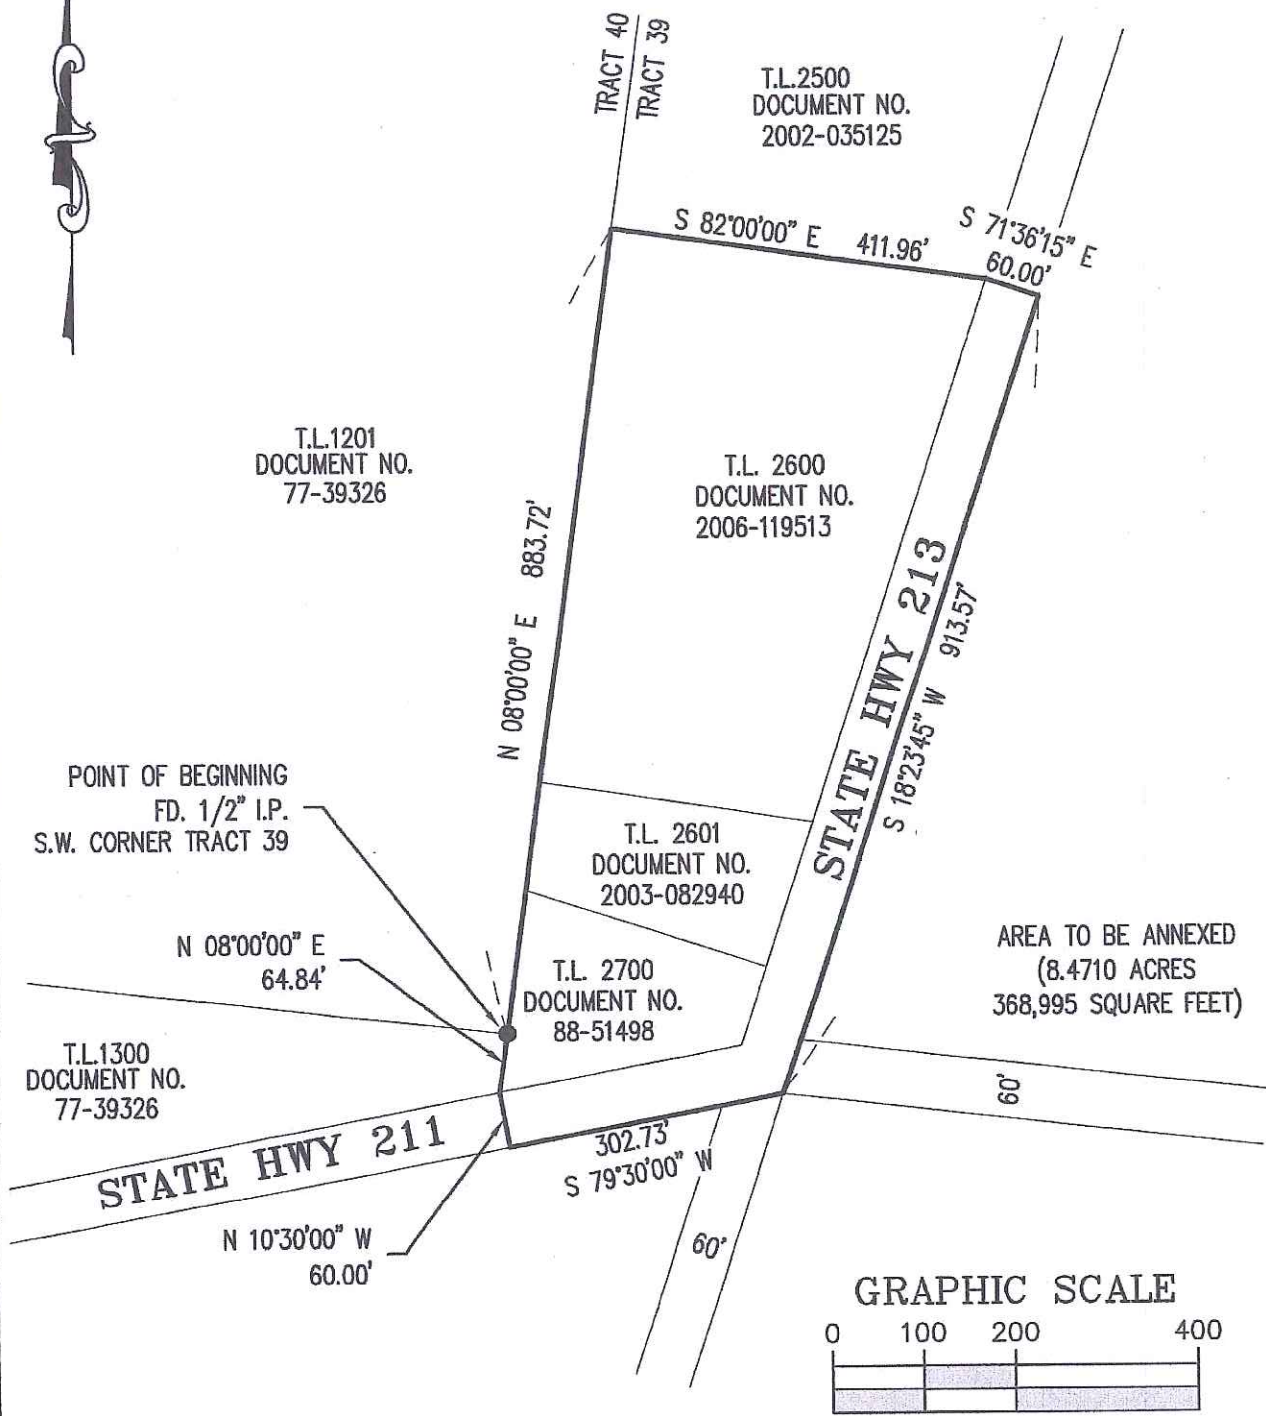 TRACT 40
TRACT 39
T.L.2500
DOCUMENT NO.
2002-035125
S 82°00'00" E 411.96'
S 71°36'15" E
60.00'
T.L.1201
DOCUMENT NO.
77-39326
T.L. 2600
DOCUMENT NO.
2006-119513
N 08°00'00" E 883.72'
STATE HWY 213
S 18°23'45" W 913.57'
POINT OF BEGINNING
FD. 1/2" I.P.
S.W. CORNER TRACT 39
T.L. 2601
DOCUMENT NO.
2003-082940
N 08°00'00" E
64.84'
T.L. 2700
DOCUMENT NO.
88-51498
AREA TO BE ANNEXED
(8.4710 ACRES
368,995 SQUARE FEET)
T.L.1300
DOCUMENT NO.
77-39326
60'
STATE HWY 211
302.73'
S 79°30'00" W
N 10°30'00" W
60.00'
60'
GRAPHIC SCALE
0 100 200 400